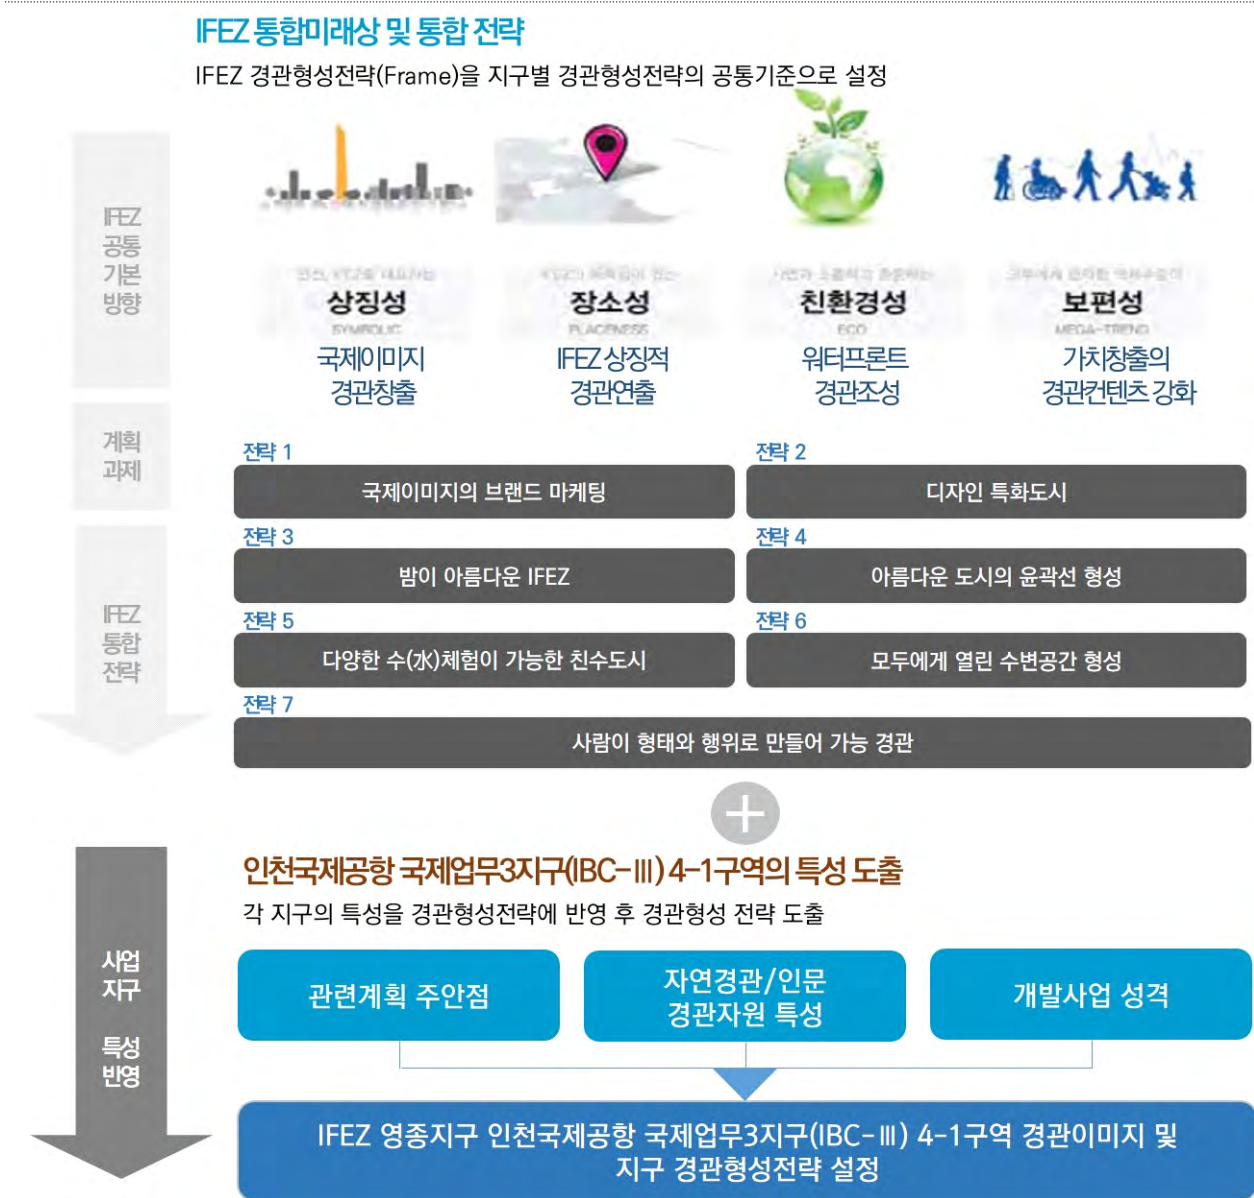 IFEZ 통합미래상 및 통합 전략
IFEZ 경관형성전략(Frame)을 지구별 경관형성전략의 공통기준으로 설정
IFEZ
공통
기본
방향
상징성
장소성
친환경성
보편성
SYMBOLIC
PLACENESS
ECO
MEGA-TREND
국제이미지
경관창출
IFEZ 상징적
경관연출
워터프론트
경관조성
가치창출의
경관컨텐츠 강화
계획
과제
전략 1
국제이미지의 브랜드 마케팅
전략 2
디자인 특화도시
전략 3
밤이 아름다운 IFEZ
전략 4
아름다운 도시의 윤곽선 형성
IFEZ
통합
전략
전략 5
다양한 수(水)체험이 가능한 친수도시
전략 6
모두에게 열린 수변공간 형성
전략 7
사람이 형태와 행위로 만들어 가능 경관
+
인천국제공항 국제업무3지구(IBC-Ⅲ) 4-1구역의 특성 도출
각 지구의 특성을 경관형성전략에 반영 후 경관형성 전략 도출
사업
지구
특성
반영
관련계획 주안점
자연경관/인문
경관자원 특성
개발사업 성격
IFEZ 영종지구 인천국제공항 국제업무3지구(IBC-Ⅲ) 4-1구역 경관이미지 및
지구 경관형성전략 설정